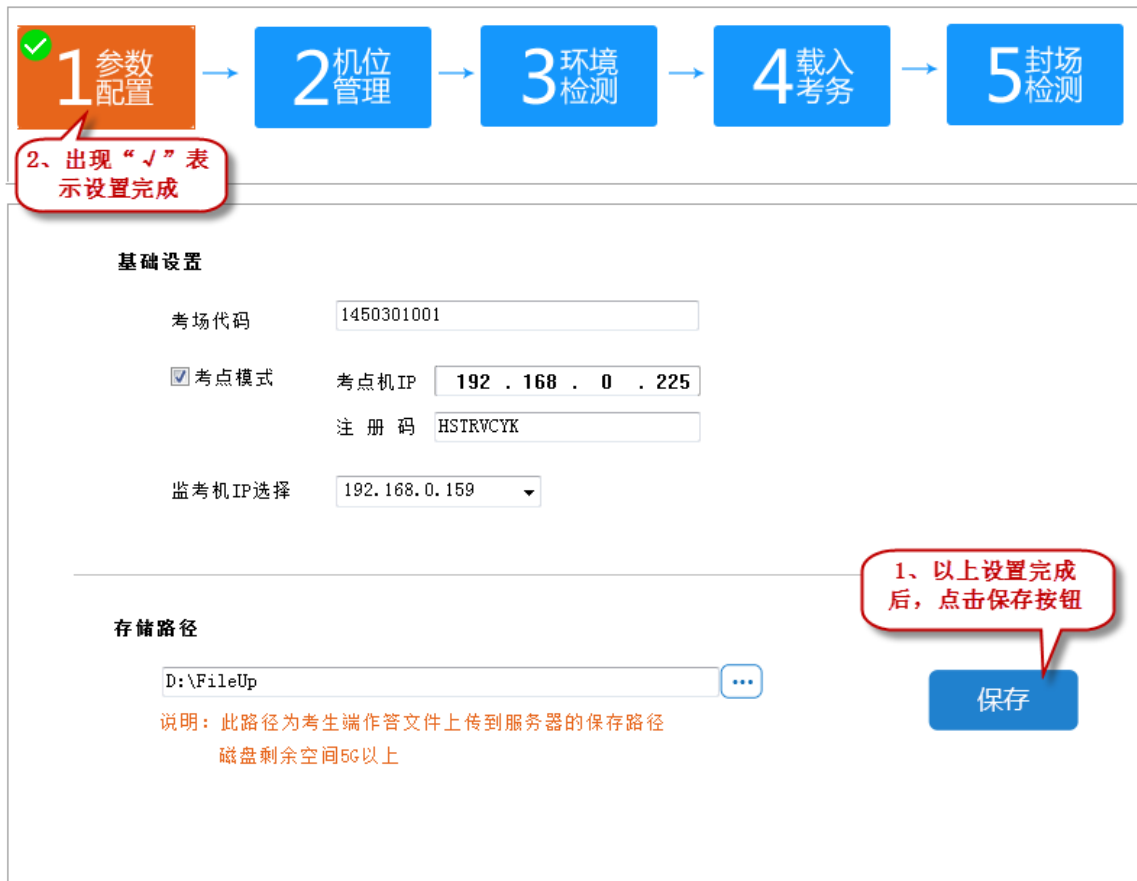 1 参数
配置
2 机位
管理
3 环境
检测
4 载入
考务
5 封场
检测
2、出现“√”表
示设置完成
基础设置
考场代码 1450301001
考点模式 考点机IP 192 . 168 . 0 . 225
注 册 码 HSTRVCYK
监考机IP选择 192.168.0.159
1、以上设置完成
后，点击保存按钮
存储路径
D:\FileUp ...
保存
说明：此路径为考生端作答文件上传到服务器的保存路径
磁盘剩余空间5G以上